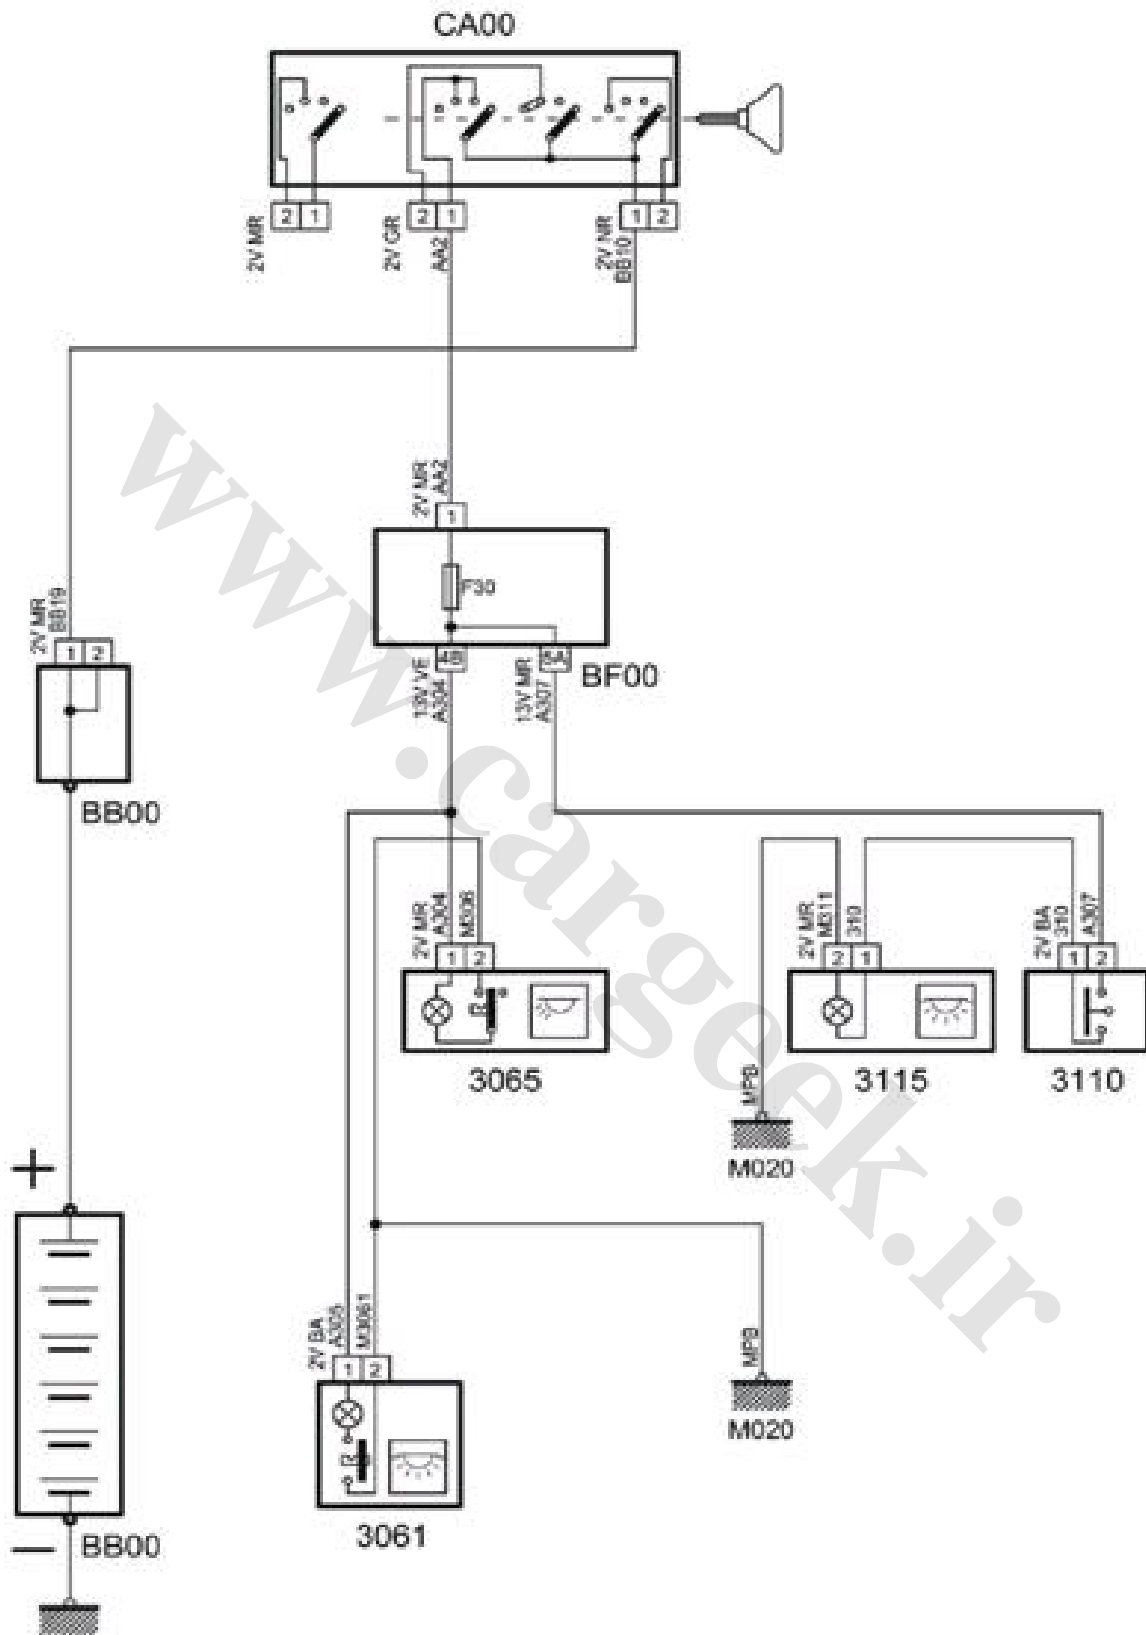 CA00
2
1
2
1
1
2
2V MR
2V GR
AA2
2V NR
BB10
2V MR
AA2
1
F30
2V MR
BB19
1
2
13V VE
A304
13V MR
A307
BF00
BB00
2V MR
A304
M306
1
2
2V MR
M311
310
2
1
2V BA
310
A307
1
2
3065
3115
3110
MPB
M020
+
2V BA
A305
M3061
1
2
MPB
M020
3061
BB00
www.cargeek.ir